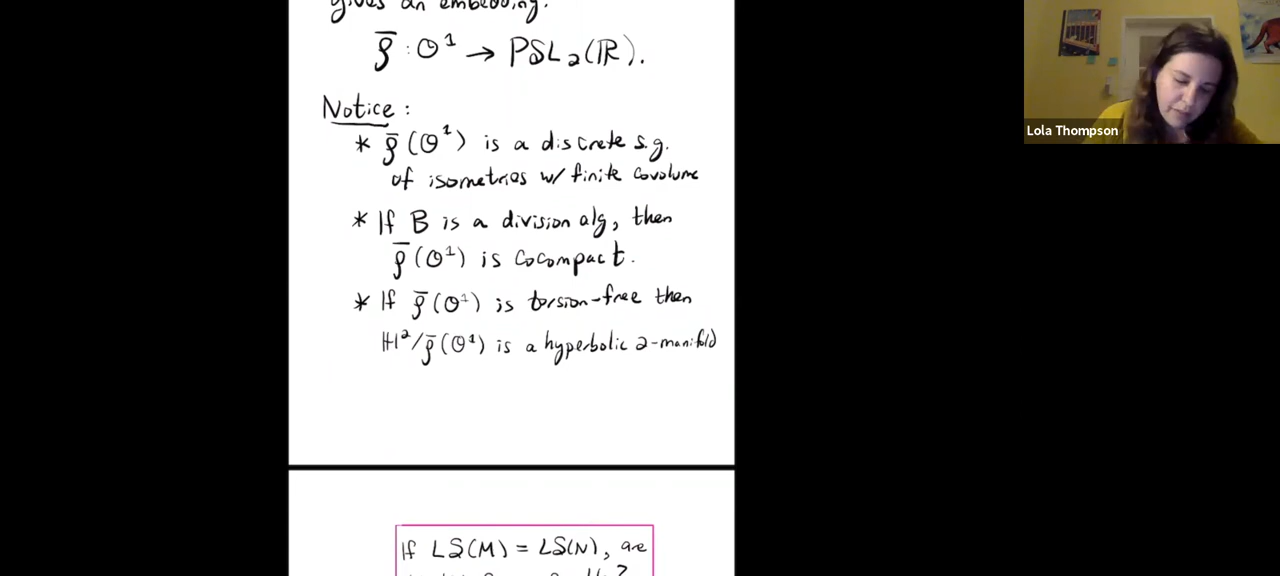 gives an embedding:
ρ̄ : O¹ → PSL₂(ℝ).
Notice :
* ρ̄(O¹) is a discrete s.g.
of isometries w/ finite covolume
* If B is a division alg, then
ρ̄(O¹) is cocompact.
* If ρ̄(O¹) is torsion-free then
ℍ²/ρ̄(O¹) is a hyperbolic 2-manifold
If LS(M) = LS(N), are
Lola Thompson